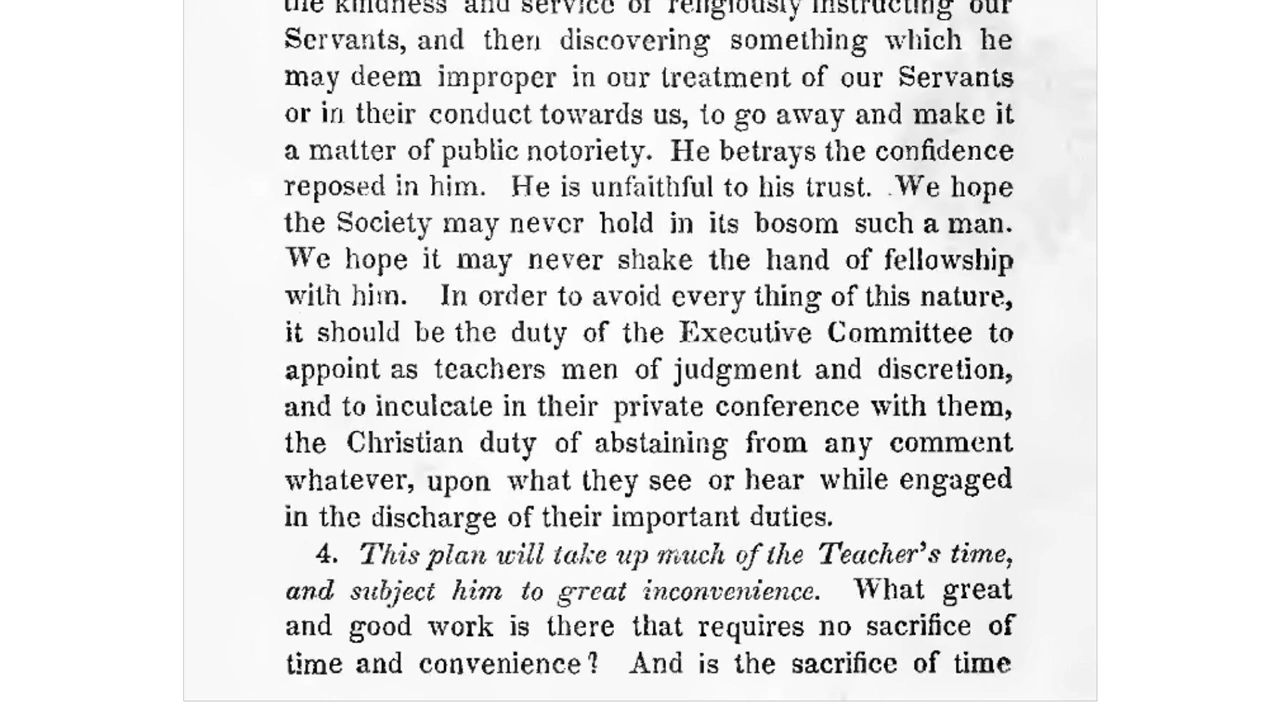 the kindness and service of religiously instructing our
Servants, and then discovering something which he
may deem improper in our treatment of our Servants
or in their conduct towards us, to go away and make it
a matter of public notoriety. He betrays the confidence
reposed in him. He is unfaithful to his trust. We hope
the Society may never hold in its bosom such a man.
We hope it may never shake the hand of fellowship
with him. In order to avoid every thing of this nature,
it should be the duty of the Executive Committee to
appoint as teachers men of judgment and discretion,
and to inculcate in their private conference with them,
the Christian duty of abstaining from any comment
whatever, upon what they see or hear while engaged
in the discharge of their important duties.
4. This plan will take up much of the Teacher's time,
and subject him to great inconvenience. What great
and good work is there that requires no sacrifice of
time and convenience? And is the sacrifice of time